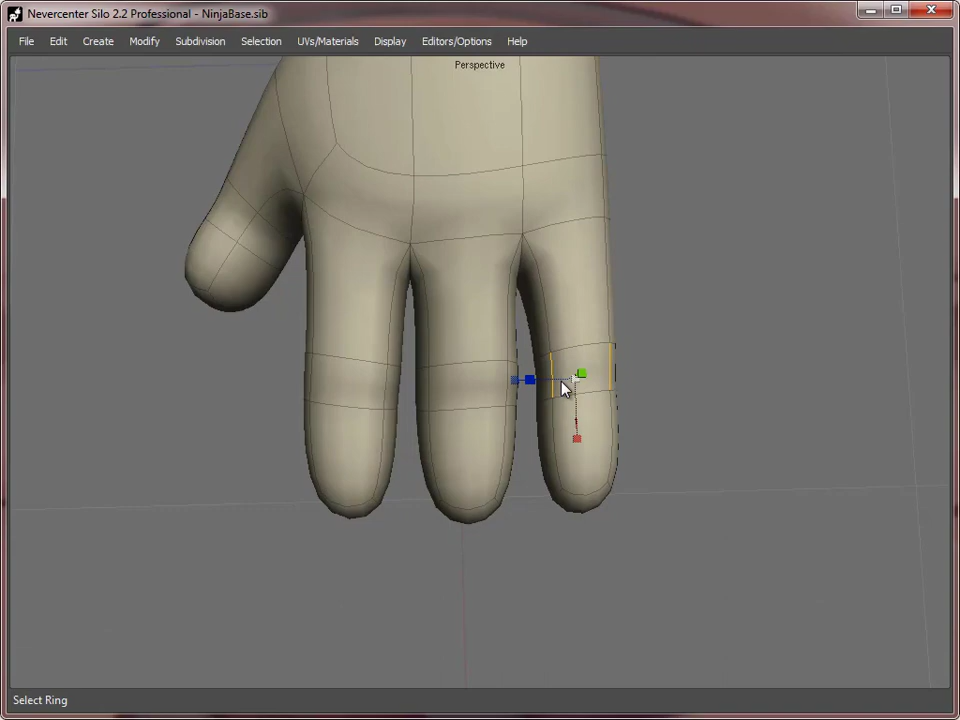 Nevercenter Silo 2.2 Professional - NinjaBase.sib
File Edit Create Modify Subdivision Selection UVs/Materials Display Editors/Options Help
Perspective
Select Ring